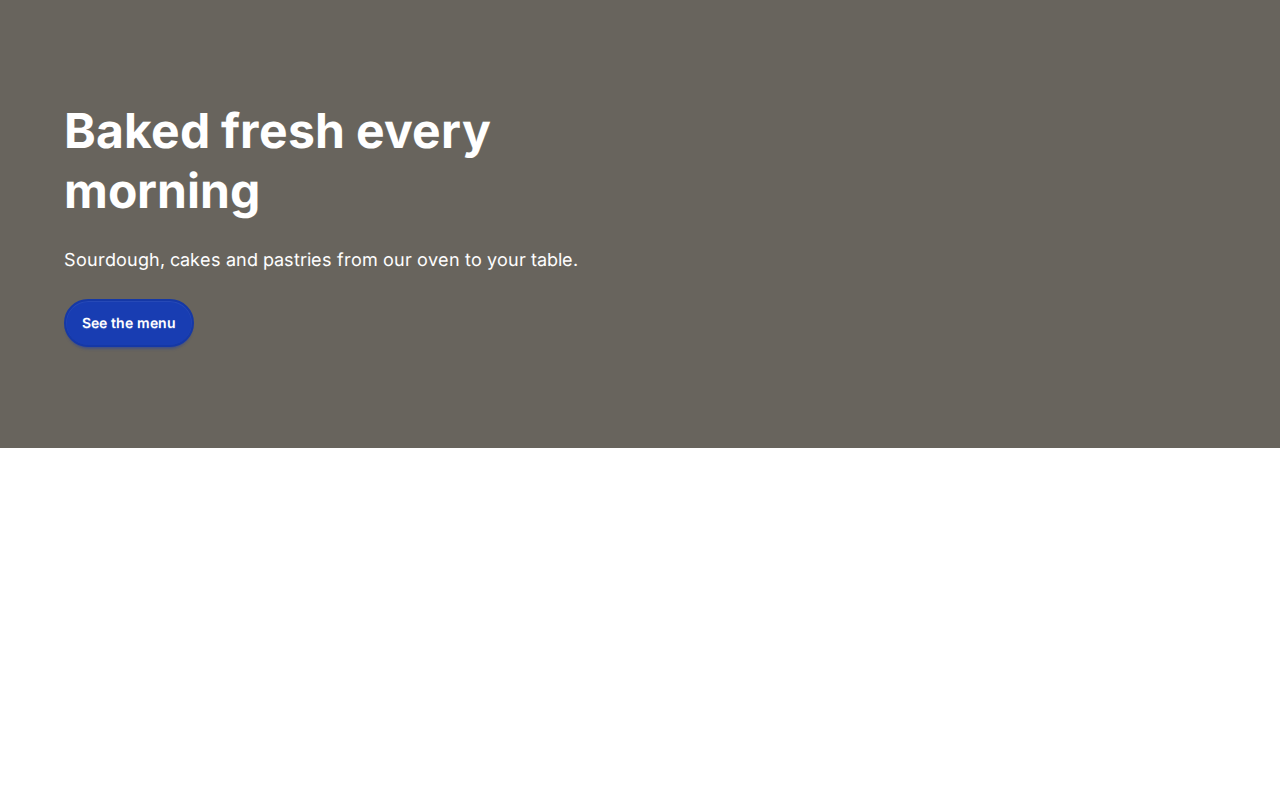 Baked fresh every
morning
Sourdough, cakes and pastries from our oven to your table.
See the menu